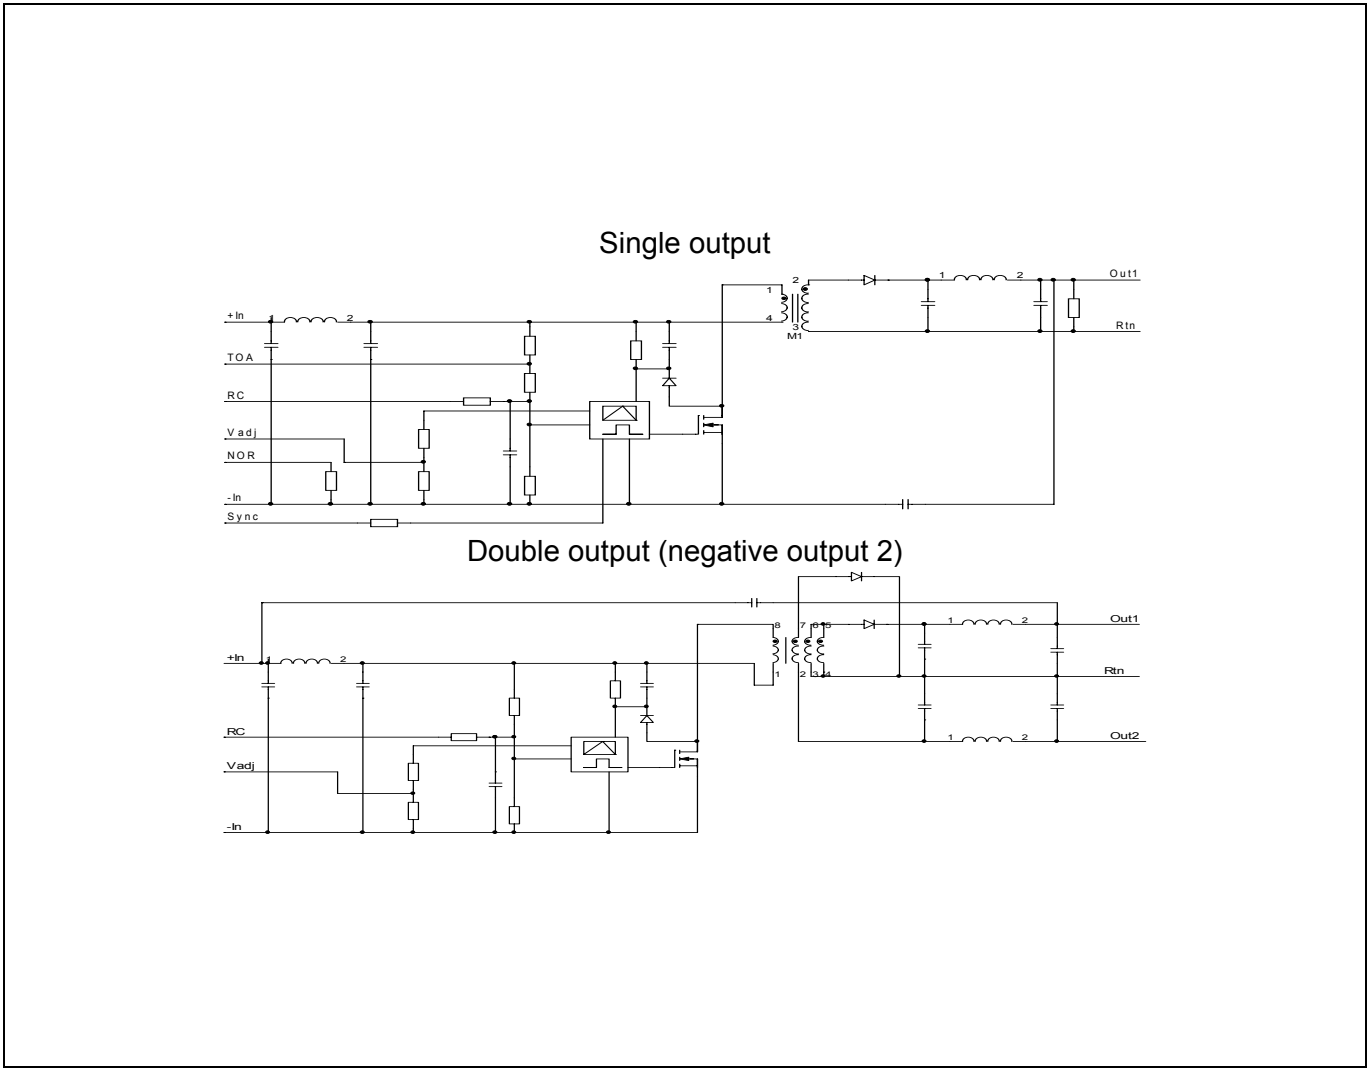 Single output
1 2 Out1
+In 1 2 1 2 4 3 M1 Rtn
TOA
RC
Vadj
NOR
-In
Sync
Double output (negative output 2)
8 7 6 5 1 2 Out1
+In 1 2 1 2 3 4 Rtn
RC 1 2 Out2
Vadj
-In